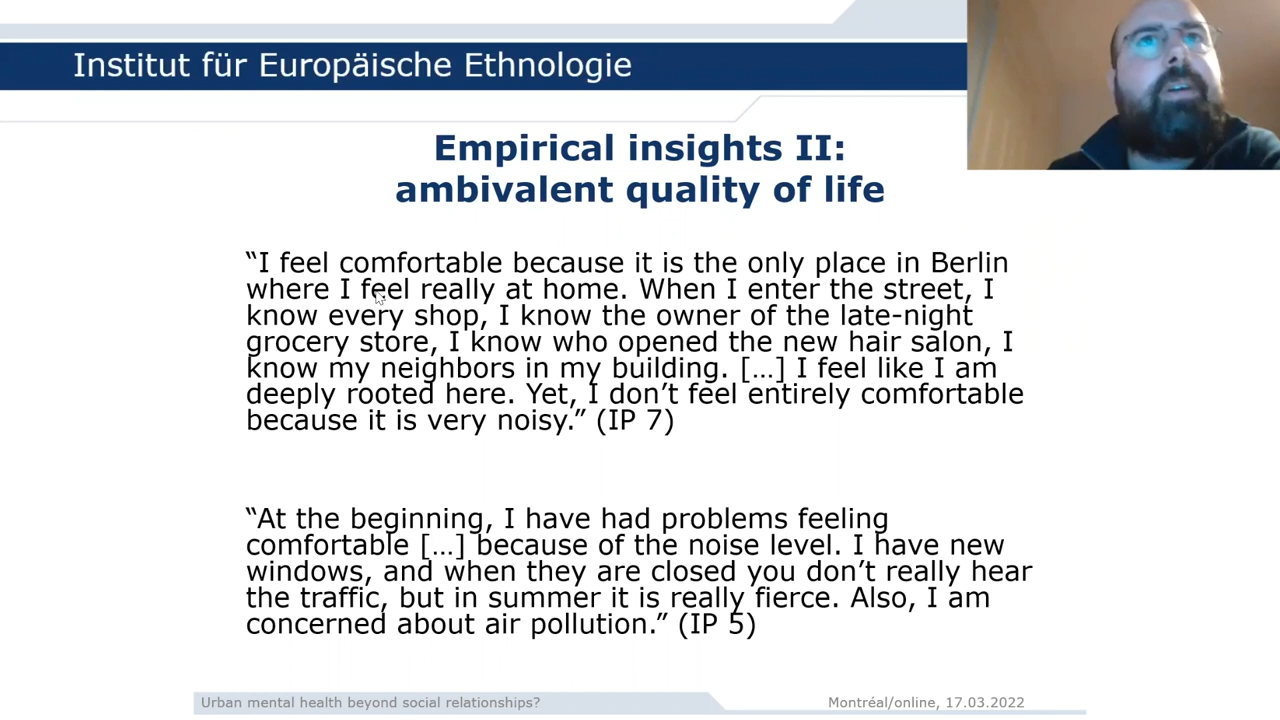 Institut für Europäische Ethnologie
Empirical insights II:
ambivalent quality of life
“I feel comfortable because it is the only place in Berlin
where I feel really at home. When I enter the street, I
know every shop, I know the owner of the late-night
grocery store, I know who opened the new hair salon, I
know my neighbors in my building. […] I feel like I am
deeply rooted here. Yet, I don’t feel entirely comfortable
because it is very noisy.” (IP 7)
“At the beginning, I have had problems feeling
comfortable […] because of the noise level. I have new
windows, and when they are closed you don’t really hear
the traffic, but in summer it is really fierce. Also, I am
concerned about air pollution.” (IP 5)
Urban mental health beyond social relationships?
Montréal/online, 17.03.2022